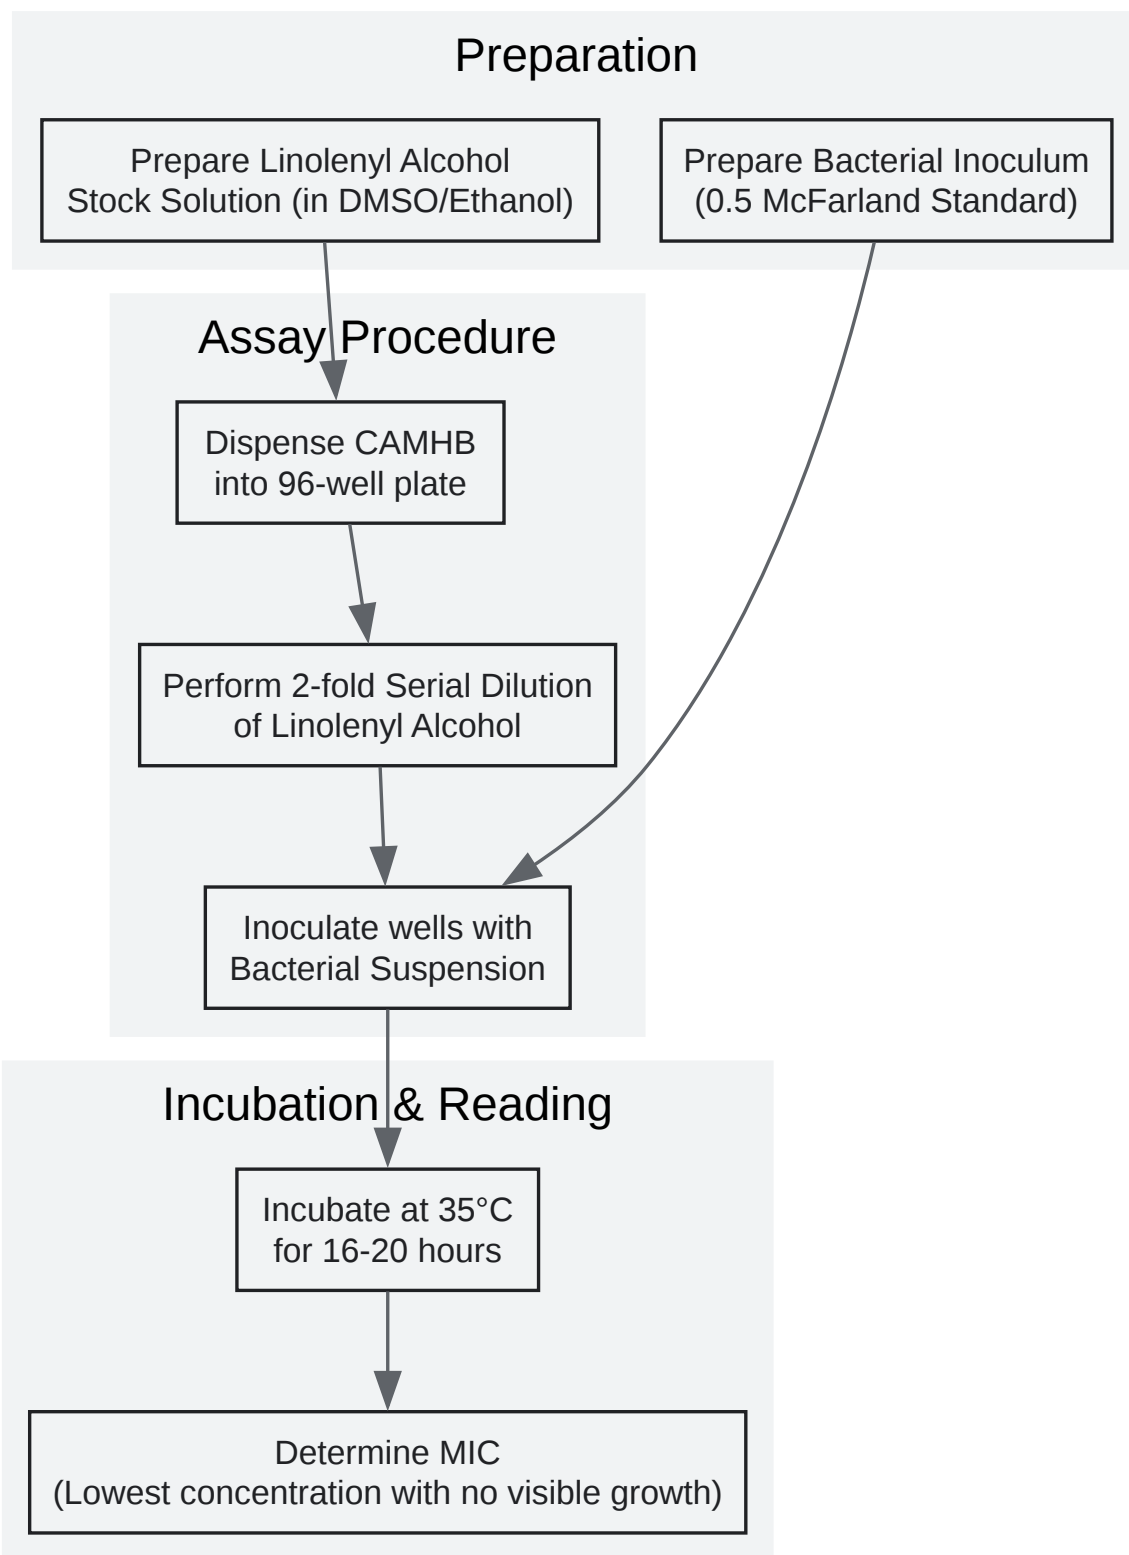 Preparation
Prepare Linolenyl Alcohol
Stock Solution (in DMSO/Ethanol)
Prepare Bacterial Inoculum
(0.5 McFarland Standard)
Assay Procedure
Dispense CAMHB
into 96-well plate
Perform 2-fold Serial Dilution
of Linolenyl Alcohol
Inoculate wells with
Bacterial Suspension
Incubation & Reading
Incubate at 35°C
for 16-20 hours
Determine MIC
(Lowest concentration with no visible growth)